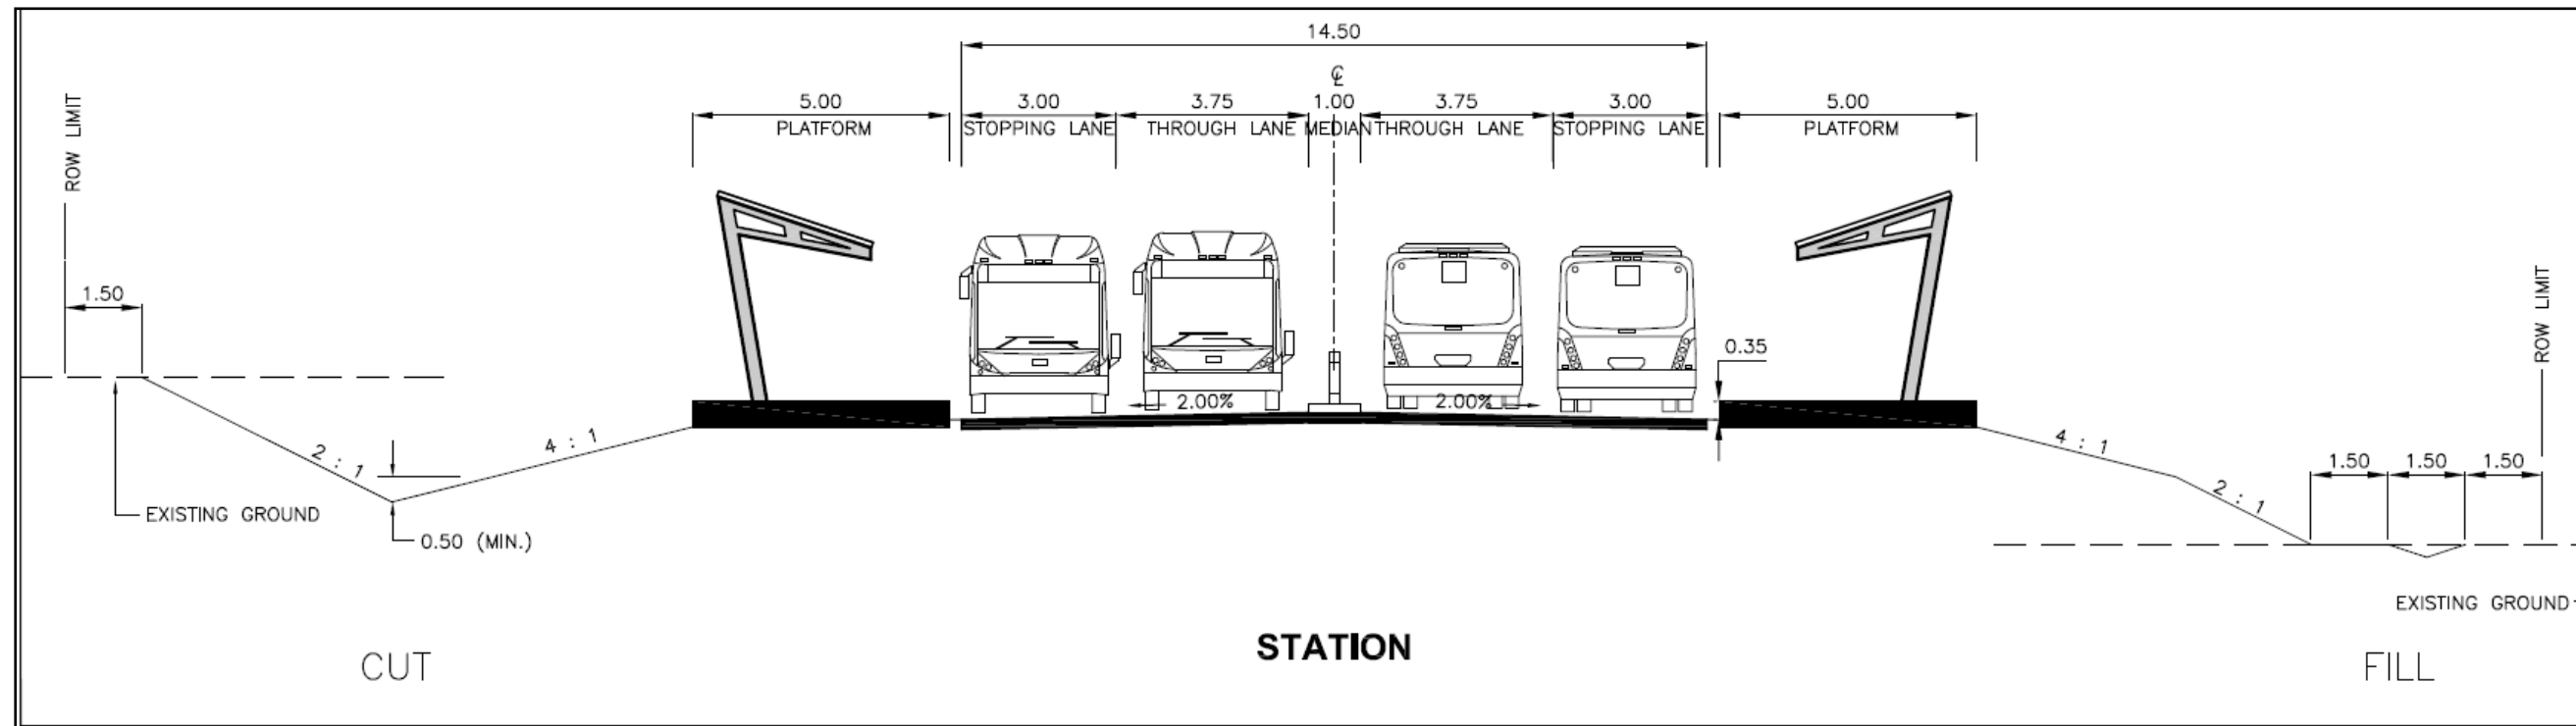 14.50
℄
5.00 3.00 3.75 1.00 3.75 3.00 5.00
PLATFORM STOPPING LANE THROUGH LANE MEDIAN THROUGH LANE STOPPING LANE PLATFORM
ROW LIMIT
ROW LIMIT
1.50
0.35
2.00% 2.00%
2 : 1
4 : 1
4 : 1
2 : 1
1.50 1.50 1.50
EXISTING GROUND
0.50 (MIN.)
EXISTING GROUND
STATION
CUT
FILL